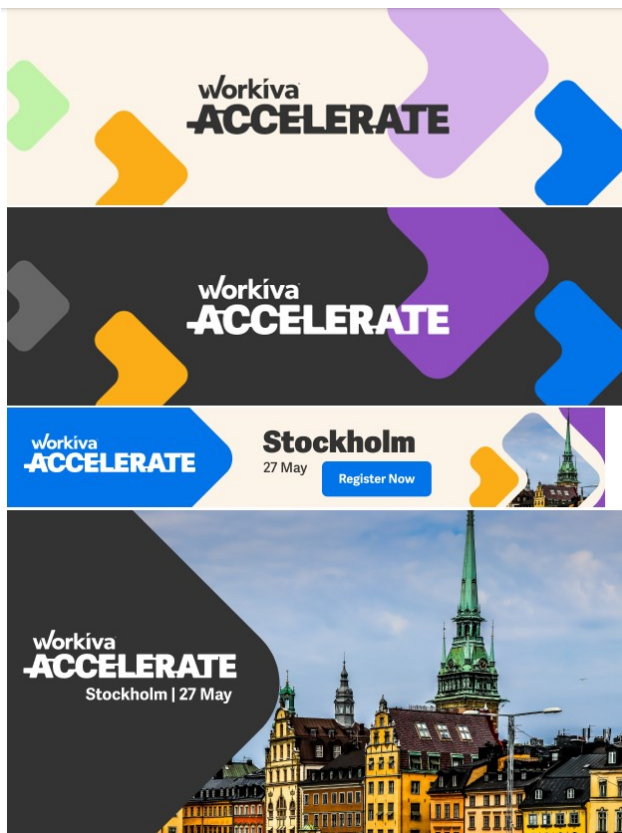 workiva
ACCELERATE
workiva
ACCELERATE
workiva
ACCELERATE
Stockholm
27 May
Register Now
workiva
ACCELERATE
Stockholm | 27 May